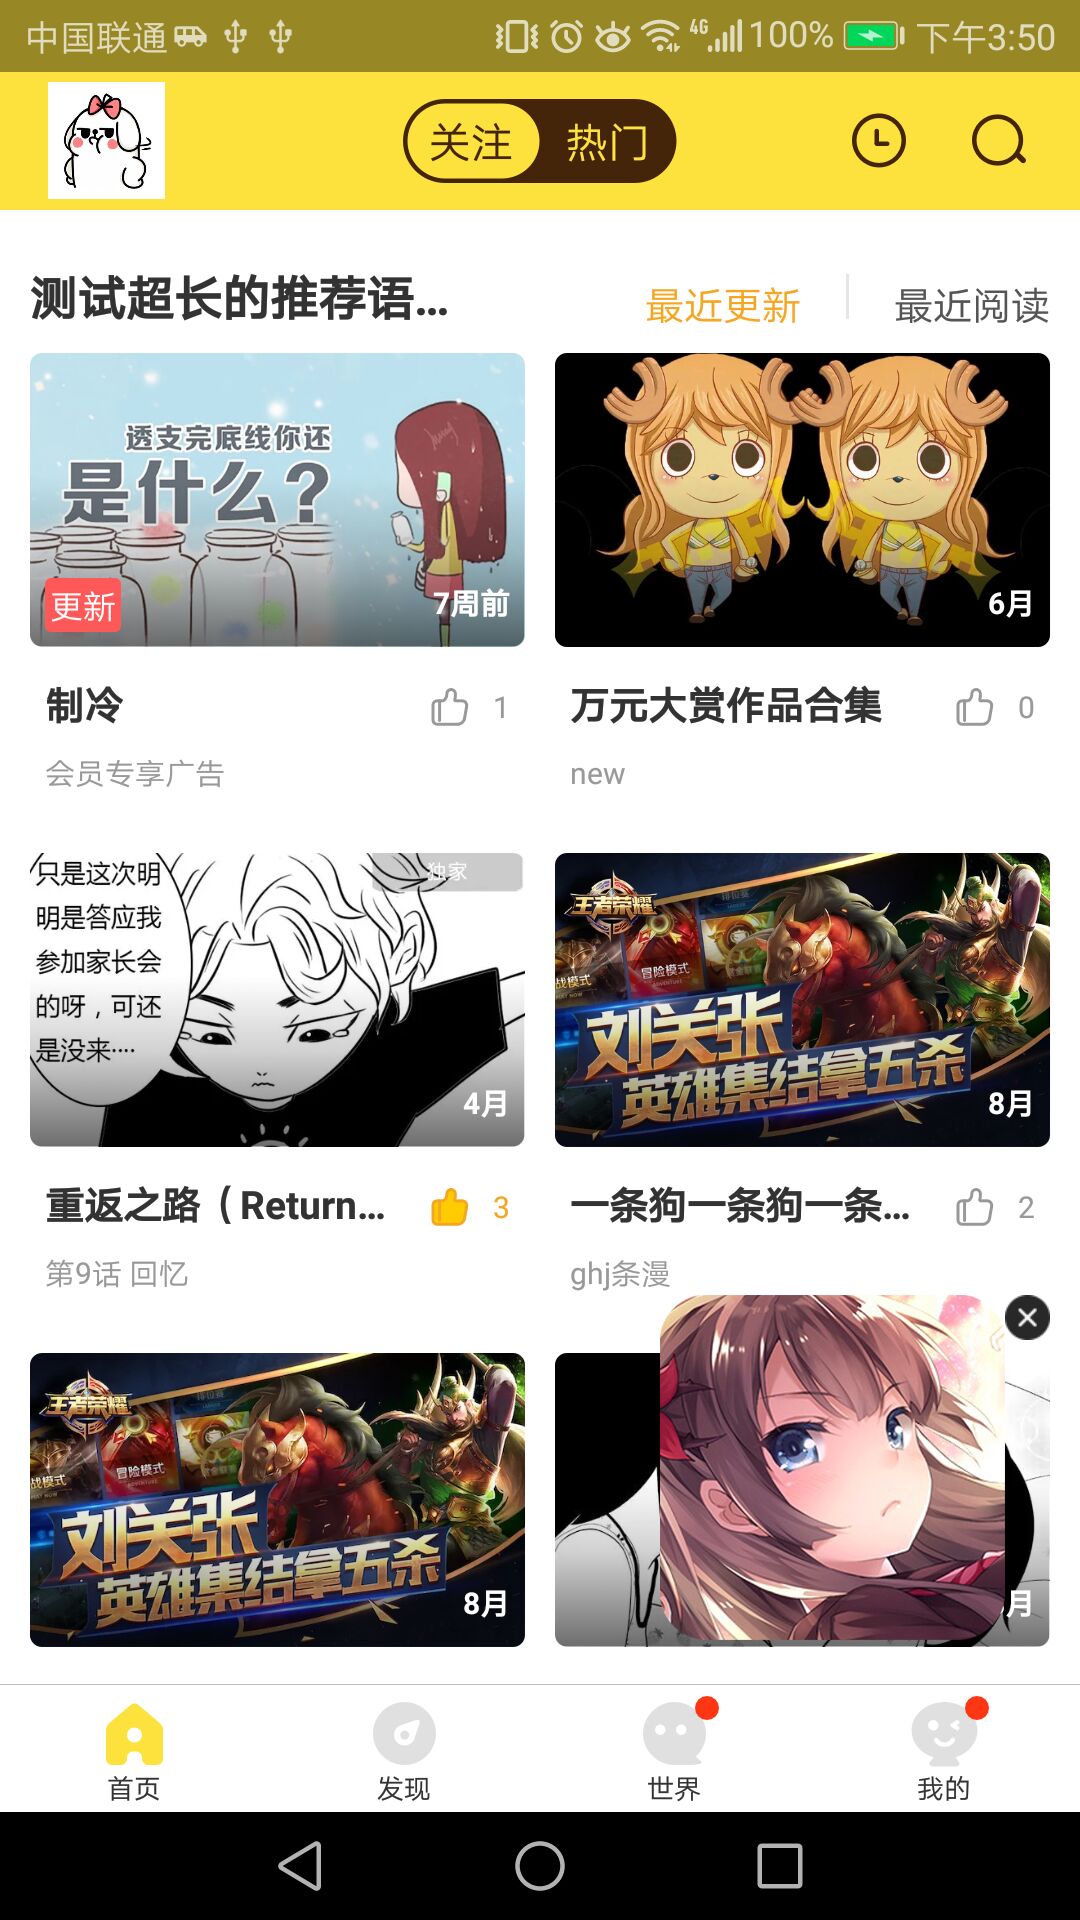 中国联通 4G 100% 下午3:50
关注 热门
测试超长的推荐语... 最近更新 最近阅读
透支完底线你还
是什么？
更新 7周前
6月
制冷 1
会员专享广告
万元大赏作品合集 0
new
独家
只是这次明
明是答应我
参加家长会
的呀，可还
是没来····
4月
王者荣耀
冒险模式
刘关张
英雄集结拿五杀
8月
重返之路（Return... 3
第9话 回忆
一条狗一条狗一条... 2
ghj条漫
王者荣耀
冒险模式
刘关张
英雄集结拿五杀
8月
月
首页 发现 世界 我的